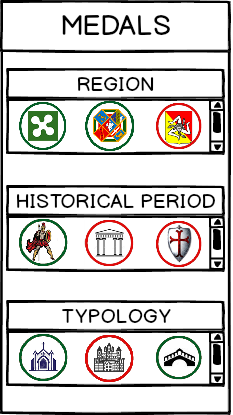 MEDALS
REGION
HISTORICAL PERIOD
TYPOLOGY